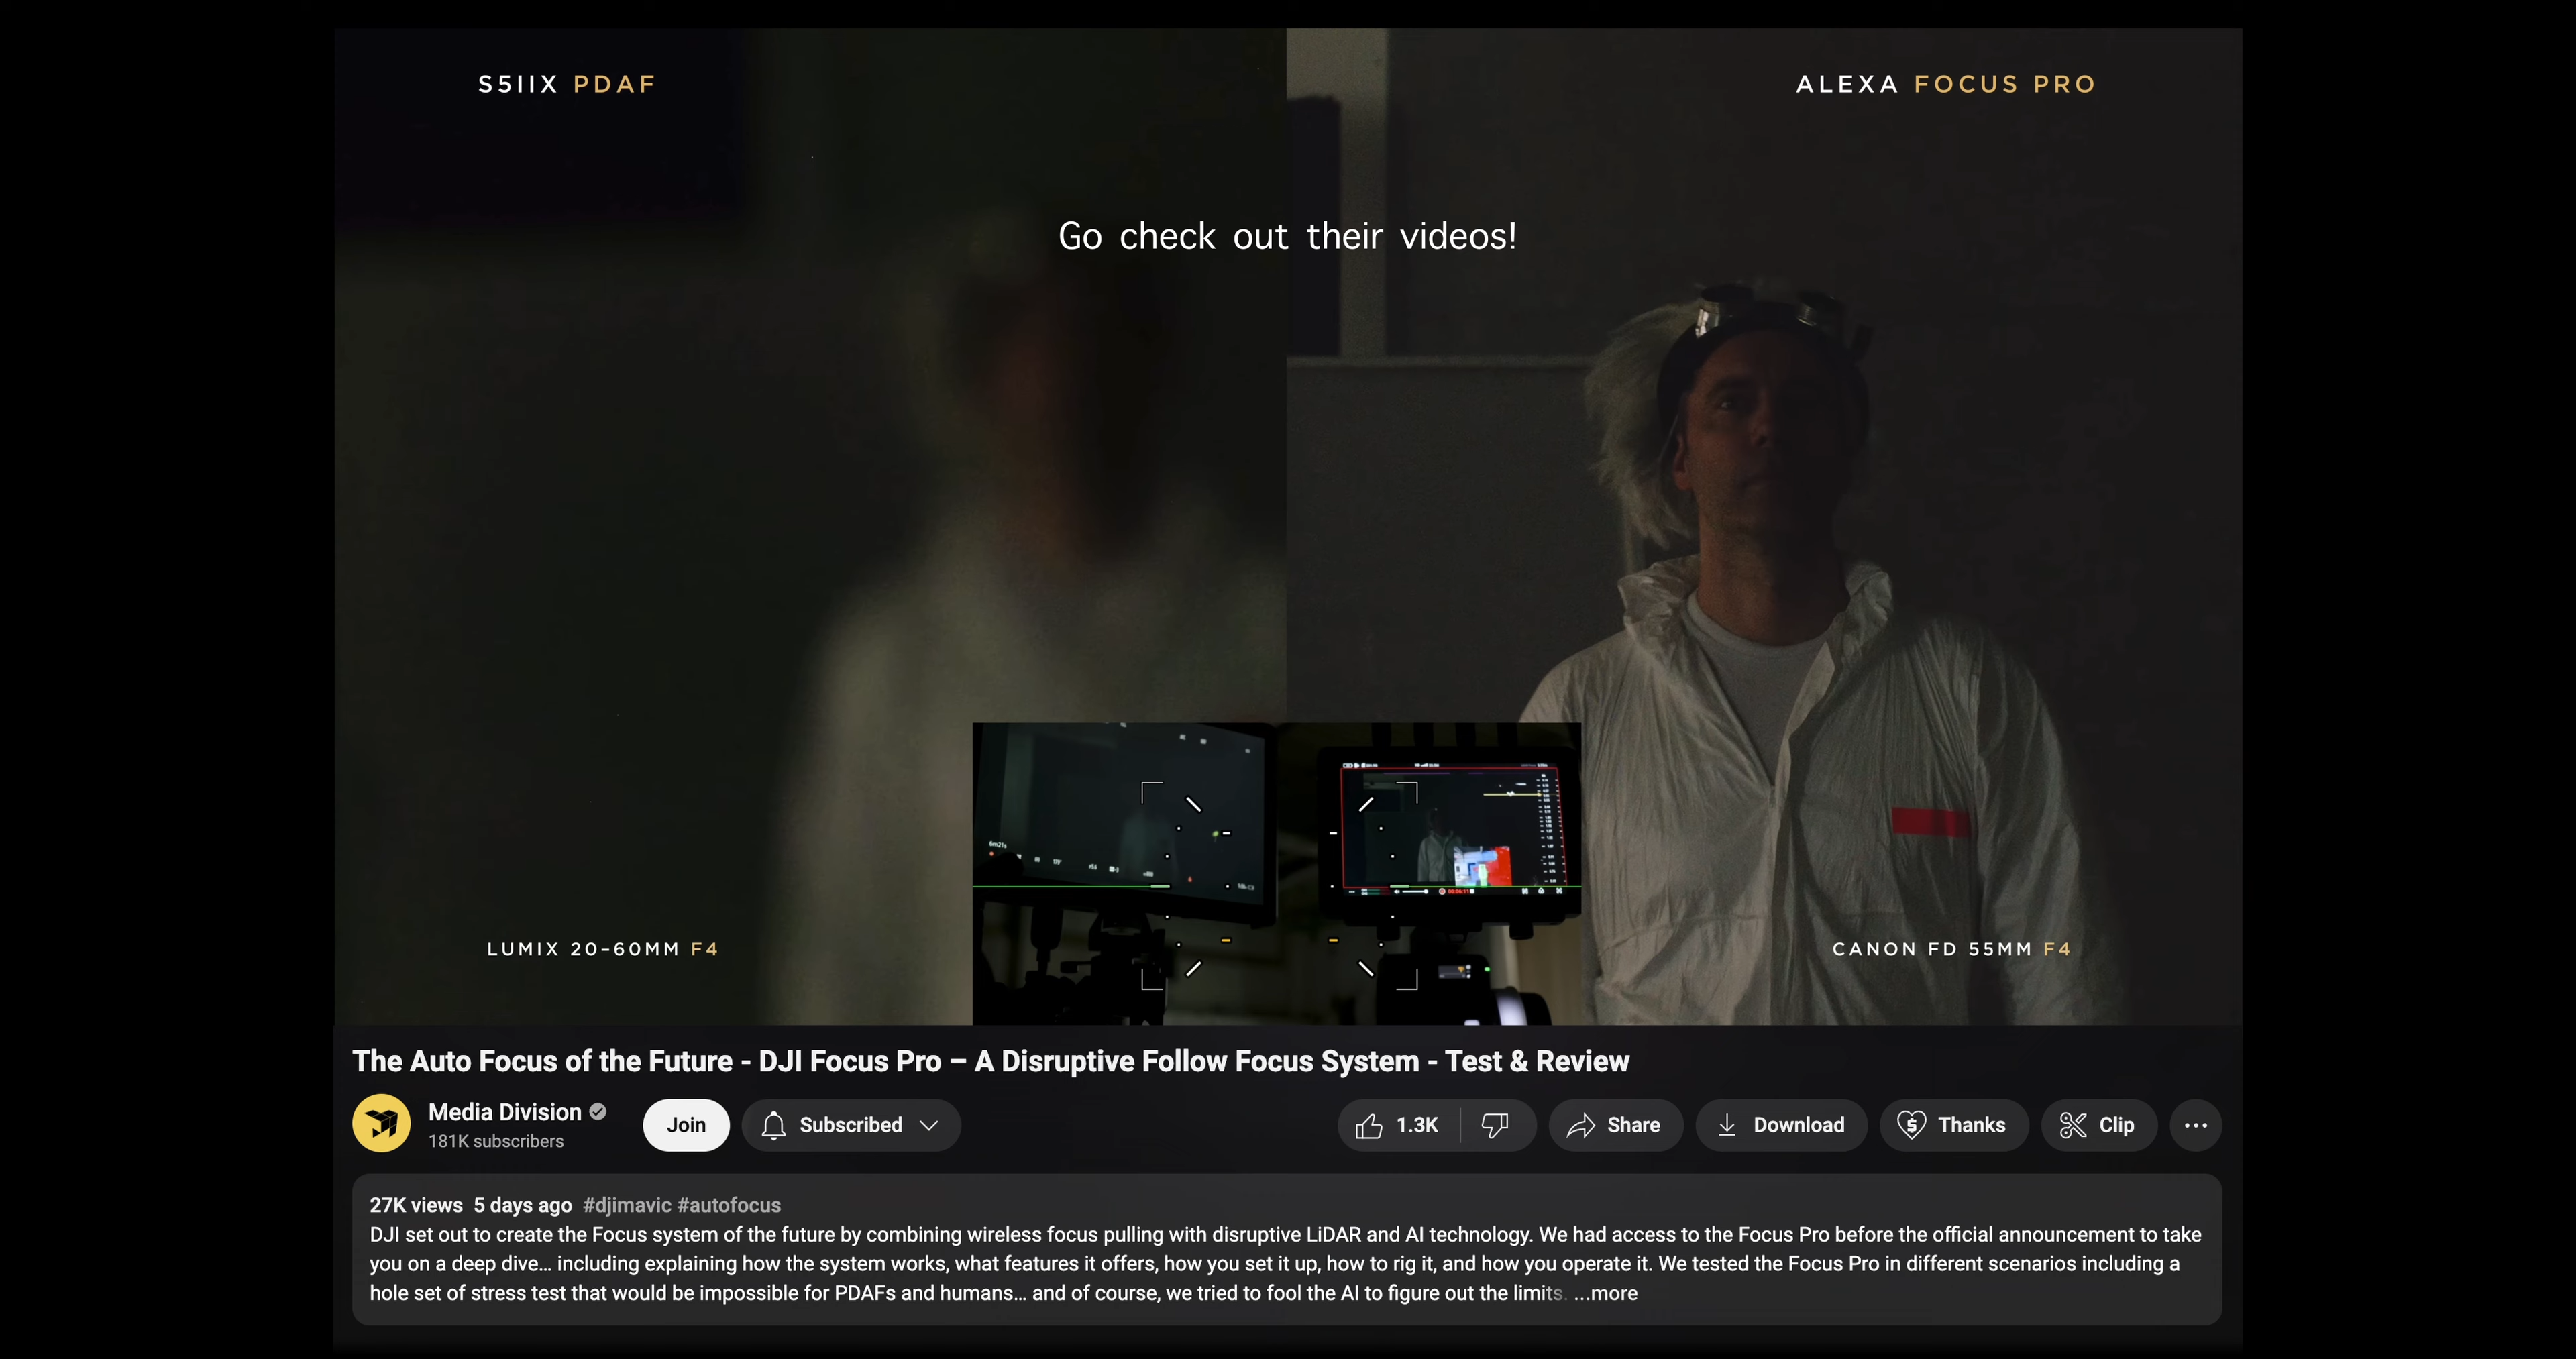 S5IIX PDAF
ALEXA FOCUS PRO
Go check out their videos!
6m21s
LUMIX 20-60MM F4
CANON FD 55MM F4
The Auto Focus of the Future - DJI Focus Pro – A Disruptive Follow Focus System - Test & Review
Media Division
181K subscribers
Join
Subscribed
1.3K
Share
Download
Thanks
Clip
27K views 5 days ago #djimavic #autofocus
DJI set out to create the Focus system of the future by combining wireless focus pulling with disruptive LiDAR and AI technology. We had access to the Focus Pro before the official announcement to take
you on a deep dive... including explaining how the system works, what features it offers, how you set it up, how to rig it, and how you operate it. We tested the Focus Pro in different scenarios including a
hole set of stress test that would be impossible for PDAFs and humans... and of course, we tried to fool the AI to figure out the limits. ...more